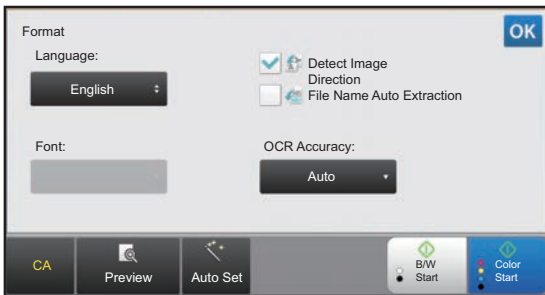 Format
OK
Language:
English
Detect Image
Direction
File Name Auto Extraction
Font:
OCR Accuracy:
Auto
CA
Preview
Auto Set
B/W
Start
Color
Start